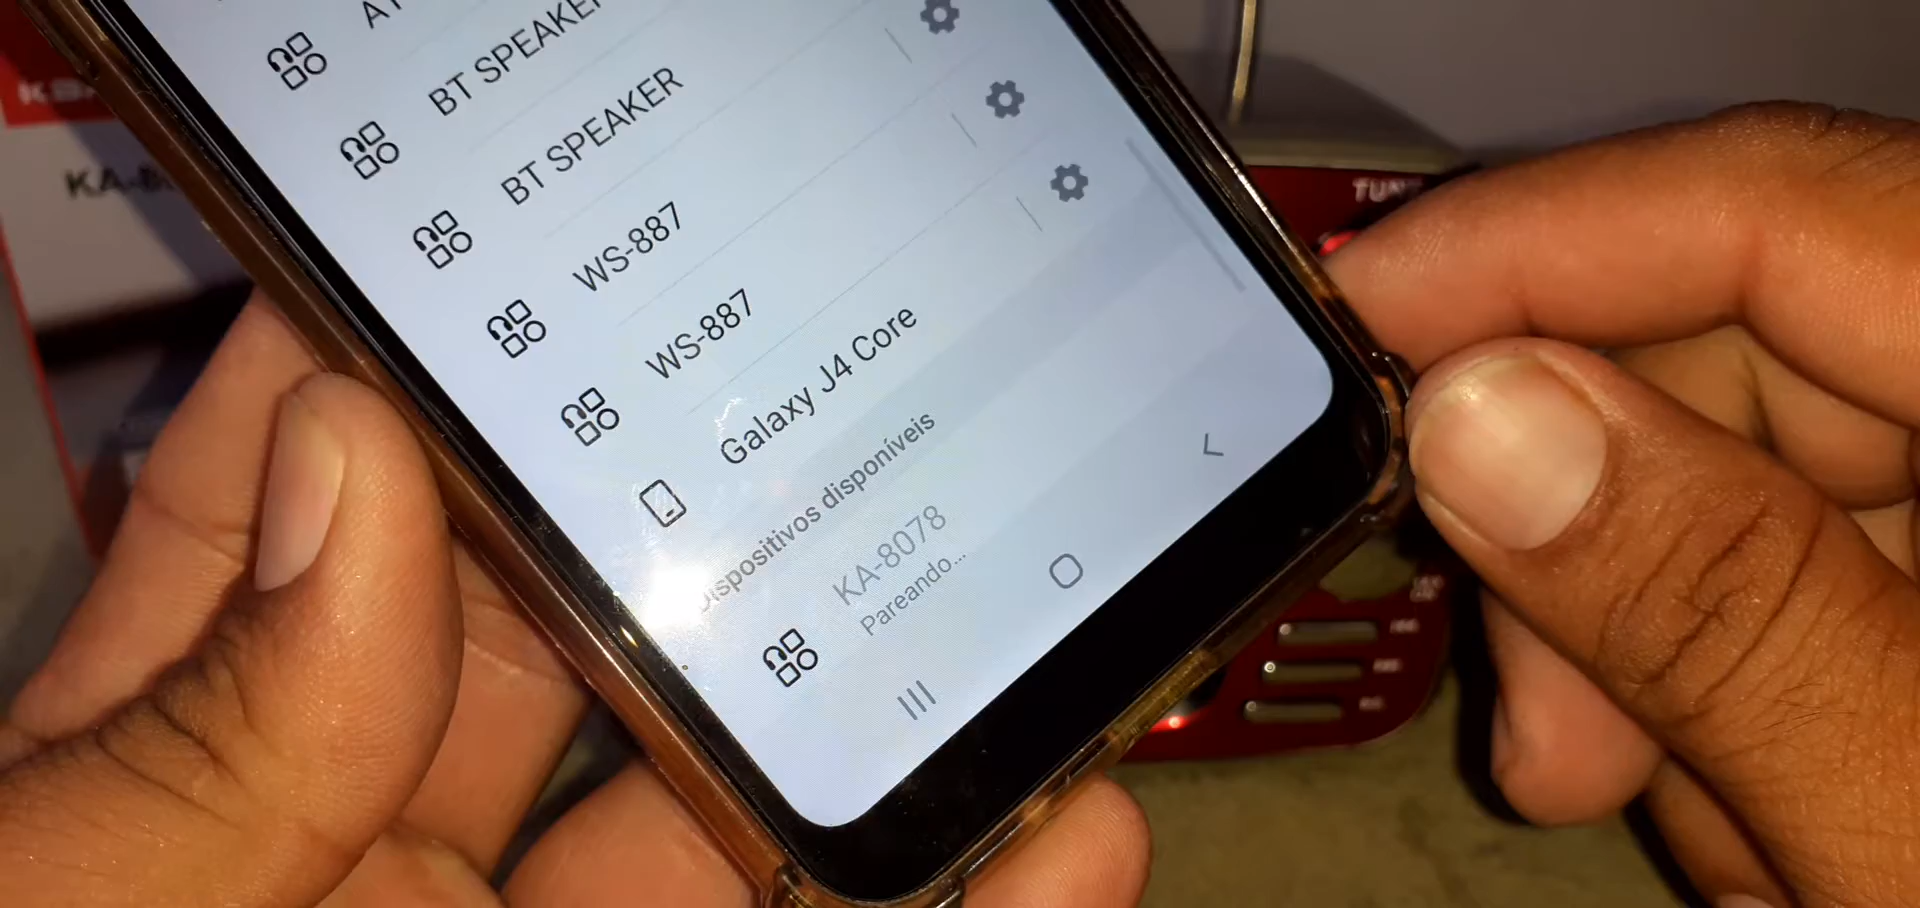 BT SPEAKER
BT SPEAKER
WS-887
WS-887
Galaxy J4 Core
Dispositivos disponíveis
KA-8078
Pareando...